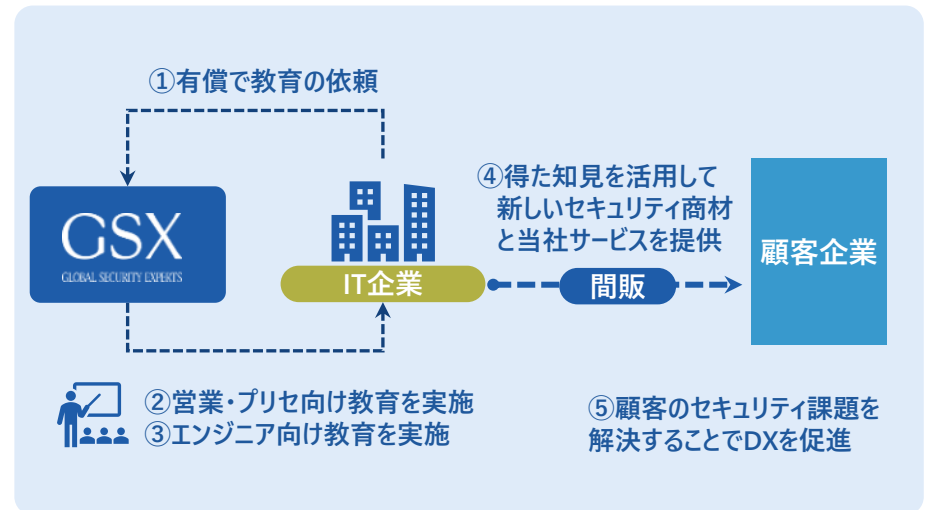 ①有償で教育の依頼
GSX
GLOBAL SECURITY EXPERTS
IT企業
④得た知見を活用して
新しいセキュリティ商材
と当社サービスを提供
間販
顧客企業
②営業・プリセ向け教育を実施
③エンジニア向け教育を実施
⑤顧客のセキュリティ課題を
解決することでDXを促進